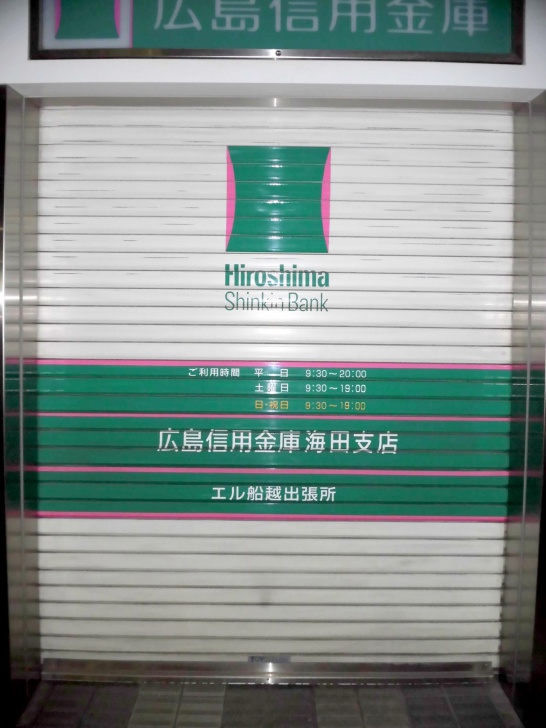 広島信用金庫
Hiroshima
Shinkin Bank
ご利用時間 平 日 9:30～20:00
土曜日 9:30～19:00
日・祝日 9:30～19:00
広島信用金庫海田支店
エル船越出張所